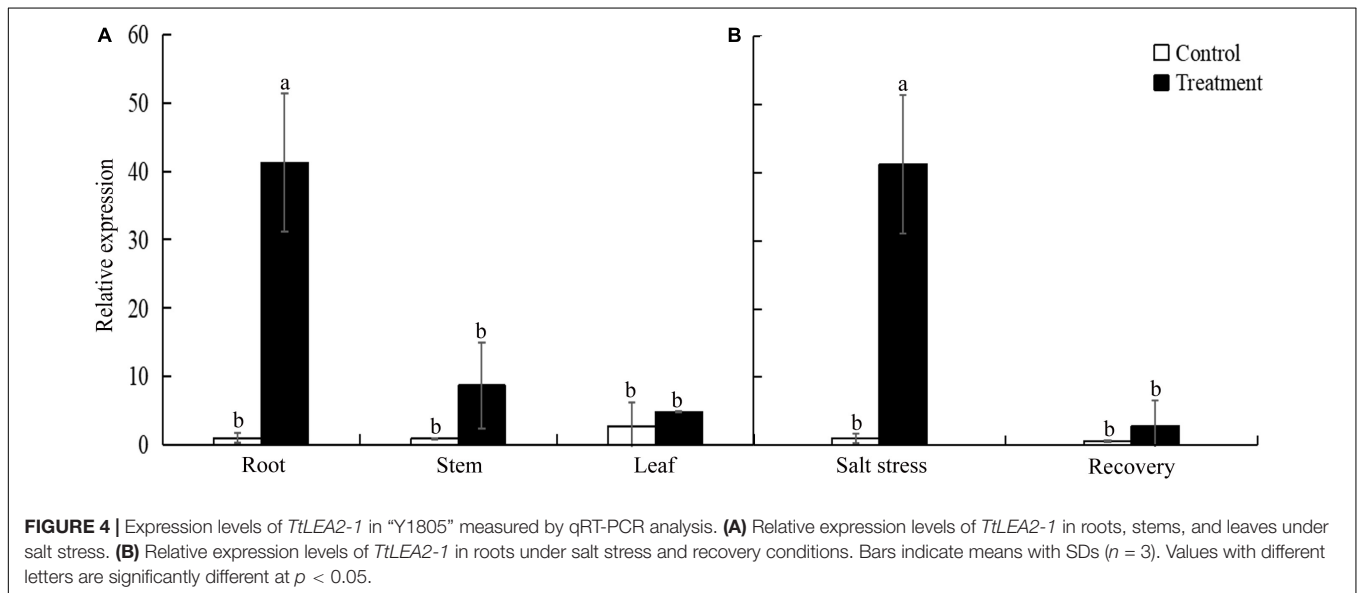 A
B
60
50
40
30
20
10
0
Relative expression
a
b
b
b
b
b
a
b
b
b
Control
Treatment
Root Stem Leaf Salt stress Recovery
FIGURE 4 | Expression levels of TtLEA2-1 in “Y1805” measured by qRT-PCR analysis. (A) Relative expression levels of TtLEA2-1 in roots, stems, and leaves under
salt stress. (B) Relative expression levels of TtLEA2-1 in roots under salt stress and recovery conditions. Bars indicate means with SDs (n = 3). Values with different
letters are significantly different at p < 0.05.